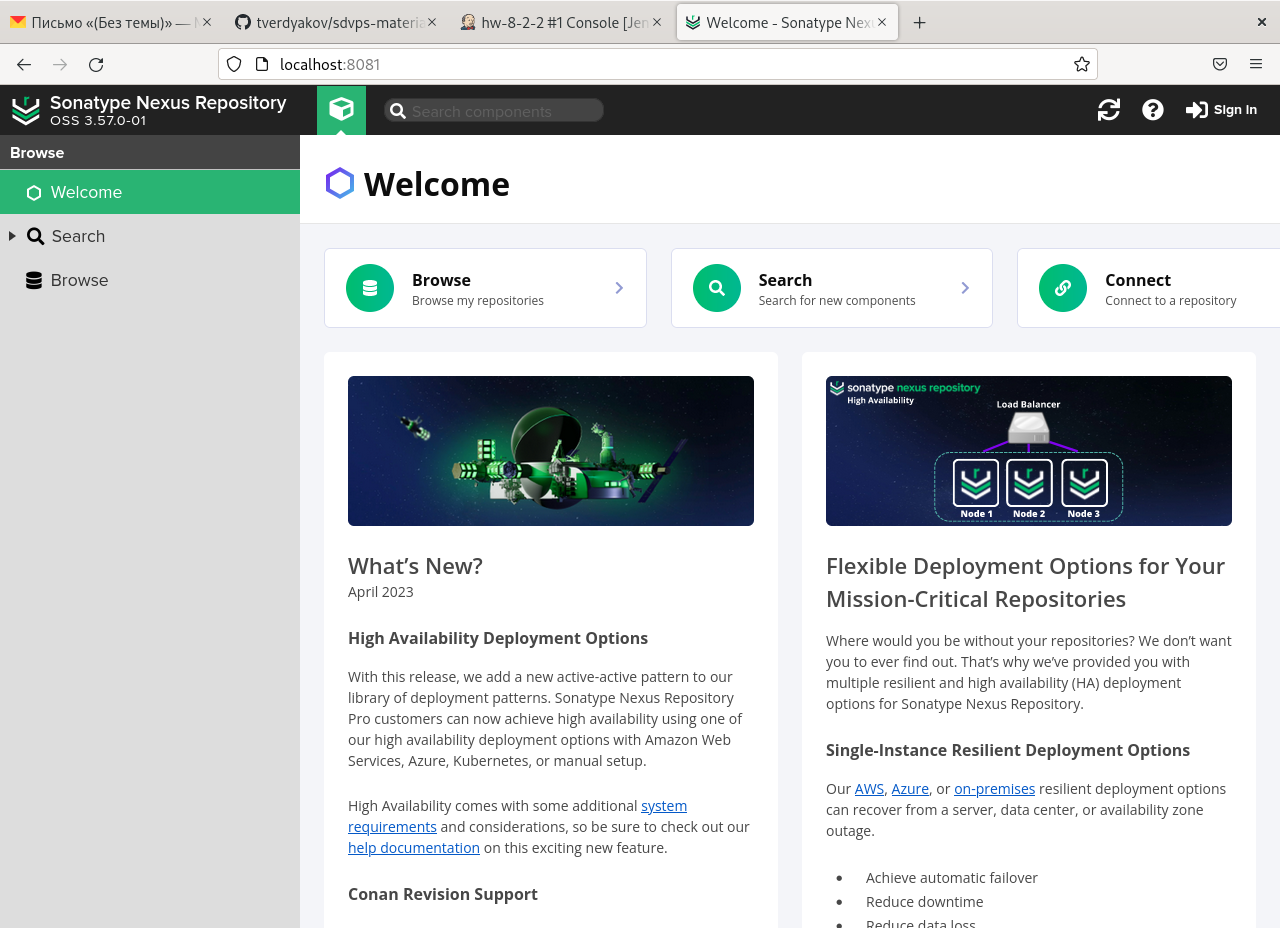 Письмо «(Без темы)» —
tverdyakov/sdvps-materia
hw-8-2-2 #1 Console [Jen
Welcome - Sonatype Nexu
localhost:8081
Sonatype Nexus Repository
OSS 3.57.0-01
Search components
Sign In
Browse
Welcome
Search
Browse
Welcome
Browse
Browse my repositories
Search
Search for new components
Connect
Connect to a repository
sonatype nexus repository
High Availability
Load Balancer
Node 1 Node 2 Node 3
What’s New?
April 2023
High Availability Deployment Options
With this release, we add a new active-active pattern to our
library of deployment patterns. Sonatype Nexus Repository
Pro customers can now achieve high availability using one of
our high availability deployment options with Amazon Web
Services, Azure, Kubernetes, or manual setup.
High Availability comes with some additional system
requirements and considerations, so be sure to check out our
help documentation on this exciting new feature.
Conan Revision Support
Flexible Deployment Options for Your
Mission-Critical Repositories
Where would you be without your repositories? We don’t want
you to ever find out. That’s why we’ve provided you with
multiple resilient and high availability (HA) deployment
options for Sonatype Nexus Repository.
Single-Instance Resilient Deployment Options
Our AWS, Azure, or on-premises resilient deployment options
can recover from a server, data center, or availability zone
outage.
• Achieve automatic failover
• Reduce downtime
• Reduce data loss